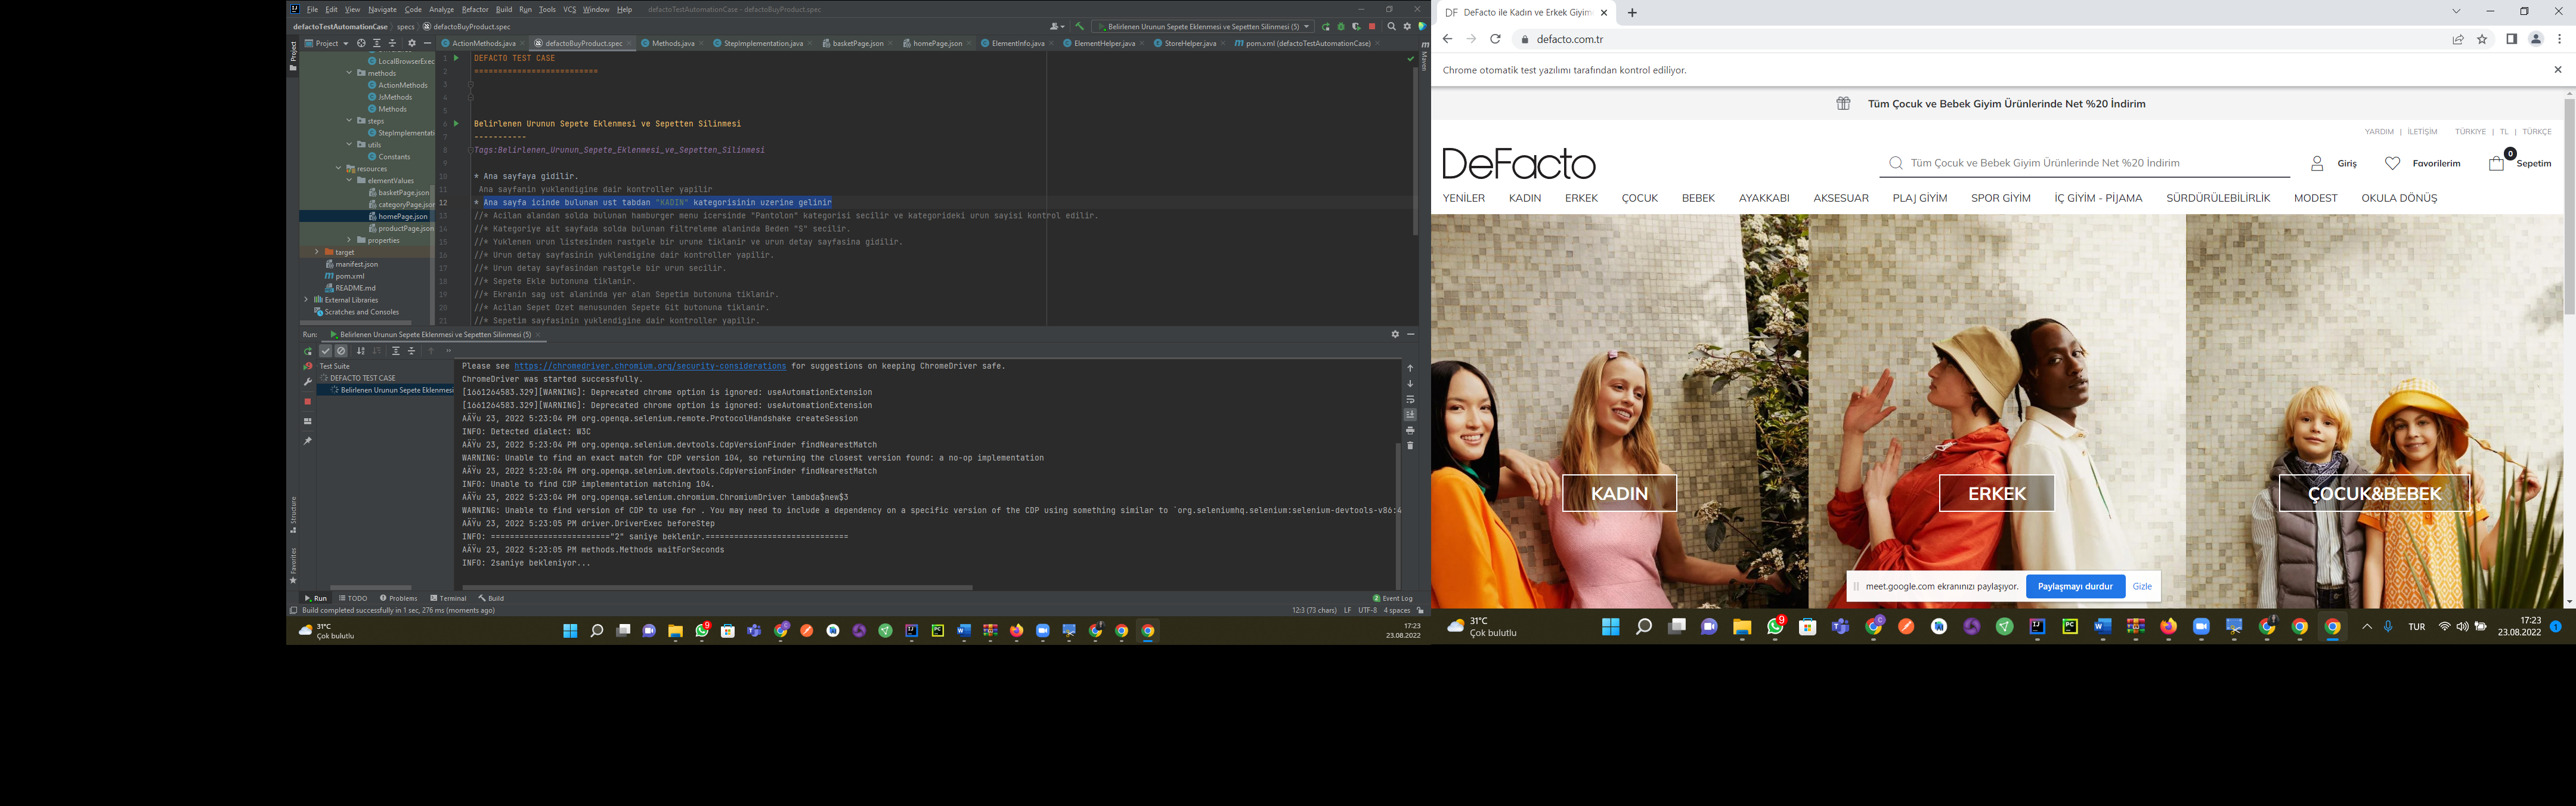 File Edit View Navigate Code Analyze Refactor Build Run Tools VCS Window Help defactoTestAutomationCase - defactoBuyProduct.spec
defactoTestAutomationCase specs defactoBuyProduct.spec
Belirlenen Urunun Sepete Eklenmesi ve Sepetten Silinmesi (5)
Project
ActionMethods.java defactoBuyProduct.spec Methods.java StepImplementation.java basketPage.json homePage.json ElementInfo.java ElementHelper.java StoreHelper.java pom.xml (defactoTestAutomationCase)
Project
Maven
LocalBrowserExec
methods
ActionMethods
JsMethods
Methods
steps
StepImplementati
utils
Constants
resources
elementValues
basketPage.json
categoryPage.jsor
homePage.json
productPage.json
properties
target
manifest.json
pom.xml
README.md
External Libraries
Scratches and Consoles
1 DEFACTO TEST CASE
2 ==========================
3
4
5
6 Belirlenen Urunun Sepete Eklenmesi ve Sepetten Silinmesi
7 -----------
8 Tags:Belirlenen_Urunun_Sepete_Eklenmesi_ve_Sepetten_Silinmesi
9
10 * Ana sayfaya gidilir.
11 Ana sayfanin yuklendigine dair kontroller yapilir
12 * Ana sayfa icinde bulunan ust tabdan "KADIN" kategorisinin uzerine gelinir
13 //* Acilan alandan solda bulunan hamburger menu icersinde "Pantolon" kategorisi secilir ve kategorideki urun sayisi kontrol edilir.
14 //* Kategoriye ait sayfada solda bulunan filtreleme alaninda Beden "S" secilir.
15 //* Yuklenen urun listesinden rastgele bir urune tiklanir ve urun detay sayfasina gidilir.
16 //* Urun detay sayfasinin yuklendigine dair kontroller yapilir.
17 //* Urun detay sayfasindan rastgele bir urun secilir.
18 //* Sepete Ekle butonuna tiklanir.
19 //* Ekranin sag ust alaninda yer alan Sepetim butonuna tiklanir.
20 //* Acilan Sepet Ozet menusunden Sepete Git butonuna tiklanir.
21 //* Sepetim sayfasinin yuklendigine dair kontroller yapilir.
Run: Belirlenen Urunun Sepete Eklenmesi ve Sepetten Silinmesi (5)
Test Suite
DEFACTO TEST CASE
Belirlenen Urunun Sepete Eklenmesi
Structure
Favorites
Please see https://chromedriver.chromium.org/security-considerations for suggestions on keeping ChromeDriver safe.
ChromeDriver was started successfully.
[1661264583.329][WARNING]: Deprecated chrome option is ignored: useAutomationExtension
[1661264583.329][WARNING]: Deprecated chrome option is ignored: useAutomationExtension
AÄŸu 23, 2022 5:23:04 PM org.openqa.selenium.remote.ProtocolHandshake createSession
INFO: Detected dialect: W3C
AÄŸu 23, 2022 5:23:04 PM org.openqa.selenium.devtools.CdpVersionFinder findNearestMatch
WARNING: Unable to find an exact match for CDP version 104, so returning the closest version found: a no-op implementation
AÄŸu 23, 2022 5:23:04 PM org.openqa.selenium.devtools.CdpVersionFinder findNearestMatch
INFO: Unable to find CDP implementation matching 104.
AÄŸu 23, 2022 5:23:04 PM org.openqa.selenium.chromium.ChromiumDriver lambda$new$3
WARNING: Unable to find version of CDP to use for . You may need to include a dependency on a specific version of the CDP using something similar to `org.seleniumhq.selenium:selenium-devtools-v86:4
AÄŸu 23, 2022 5:23:05 PM driver.DriverExec beforeStep
INFO: ========================="2" saniye beklenir.==============================
AÄŸu 23, 2022 5:23:05 PM methods.Methods waitForSeconds
INFO: 2saniye bekleniyor...
Run TODO Problems Terminal Build Event Log
Build completed successfully in 1 sec, 276 ms (moments ago) 12:3 (73 chars) LF UTF-8 4 spaces
31°C
Çok bulutlu
9
17:23
23.08.2022
DF DeFacto ile Kadın ve Erkek Giyim
defacto.com.tr
Chrome otomatik test yazılımı tarafından kontrol ediliyor.
Tüm Çocuk ve Bebek Giyim Ürünlerinde Net %20 İndirim
YARDIM | İLETİŞİM TÜRKIYE | TL | TÜRKÇE
DeFacto
Tüm Çocuk ve Bebek Giyim Ürünlerinde Net %20 İndirim
Giriş Favorilerim 0 Sepetim
YENİLER KADIN ERKEK ÇOCUK BEBEK AYAKKABI AKSESUAR PLAJ GİYİM SPOR GİYİM İÇ GİYİM - PİJAMA SÜRDÜRÜLEBİLİRLİK MODEST OKULA DÖNÜŞ
KADIN
ERKEK
ÇOCUK&BEBEK
meet.google.com ekranınızı paylaşıyor. Paylaşmayı durdur Gizle
31°C
Çok bulutlu
9
TUR
17:23
23.08.2022
1